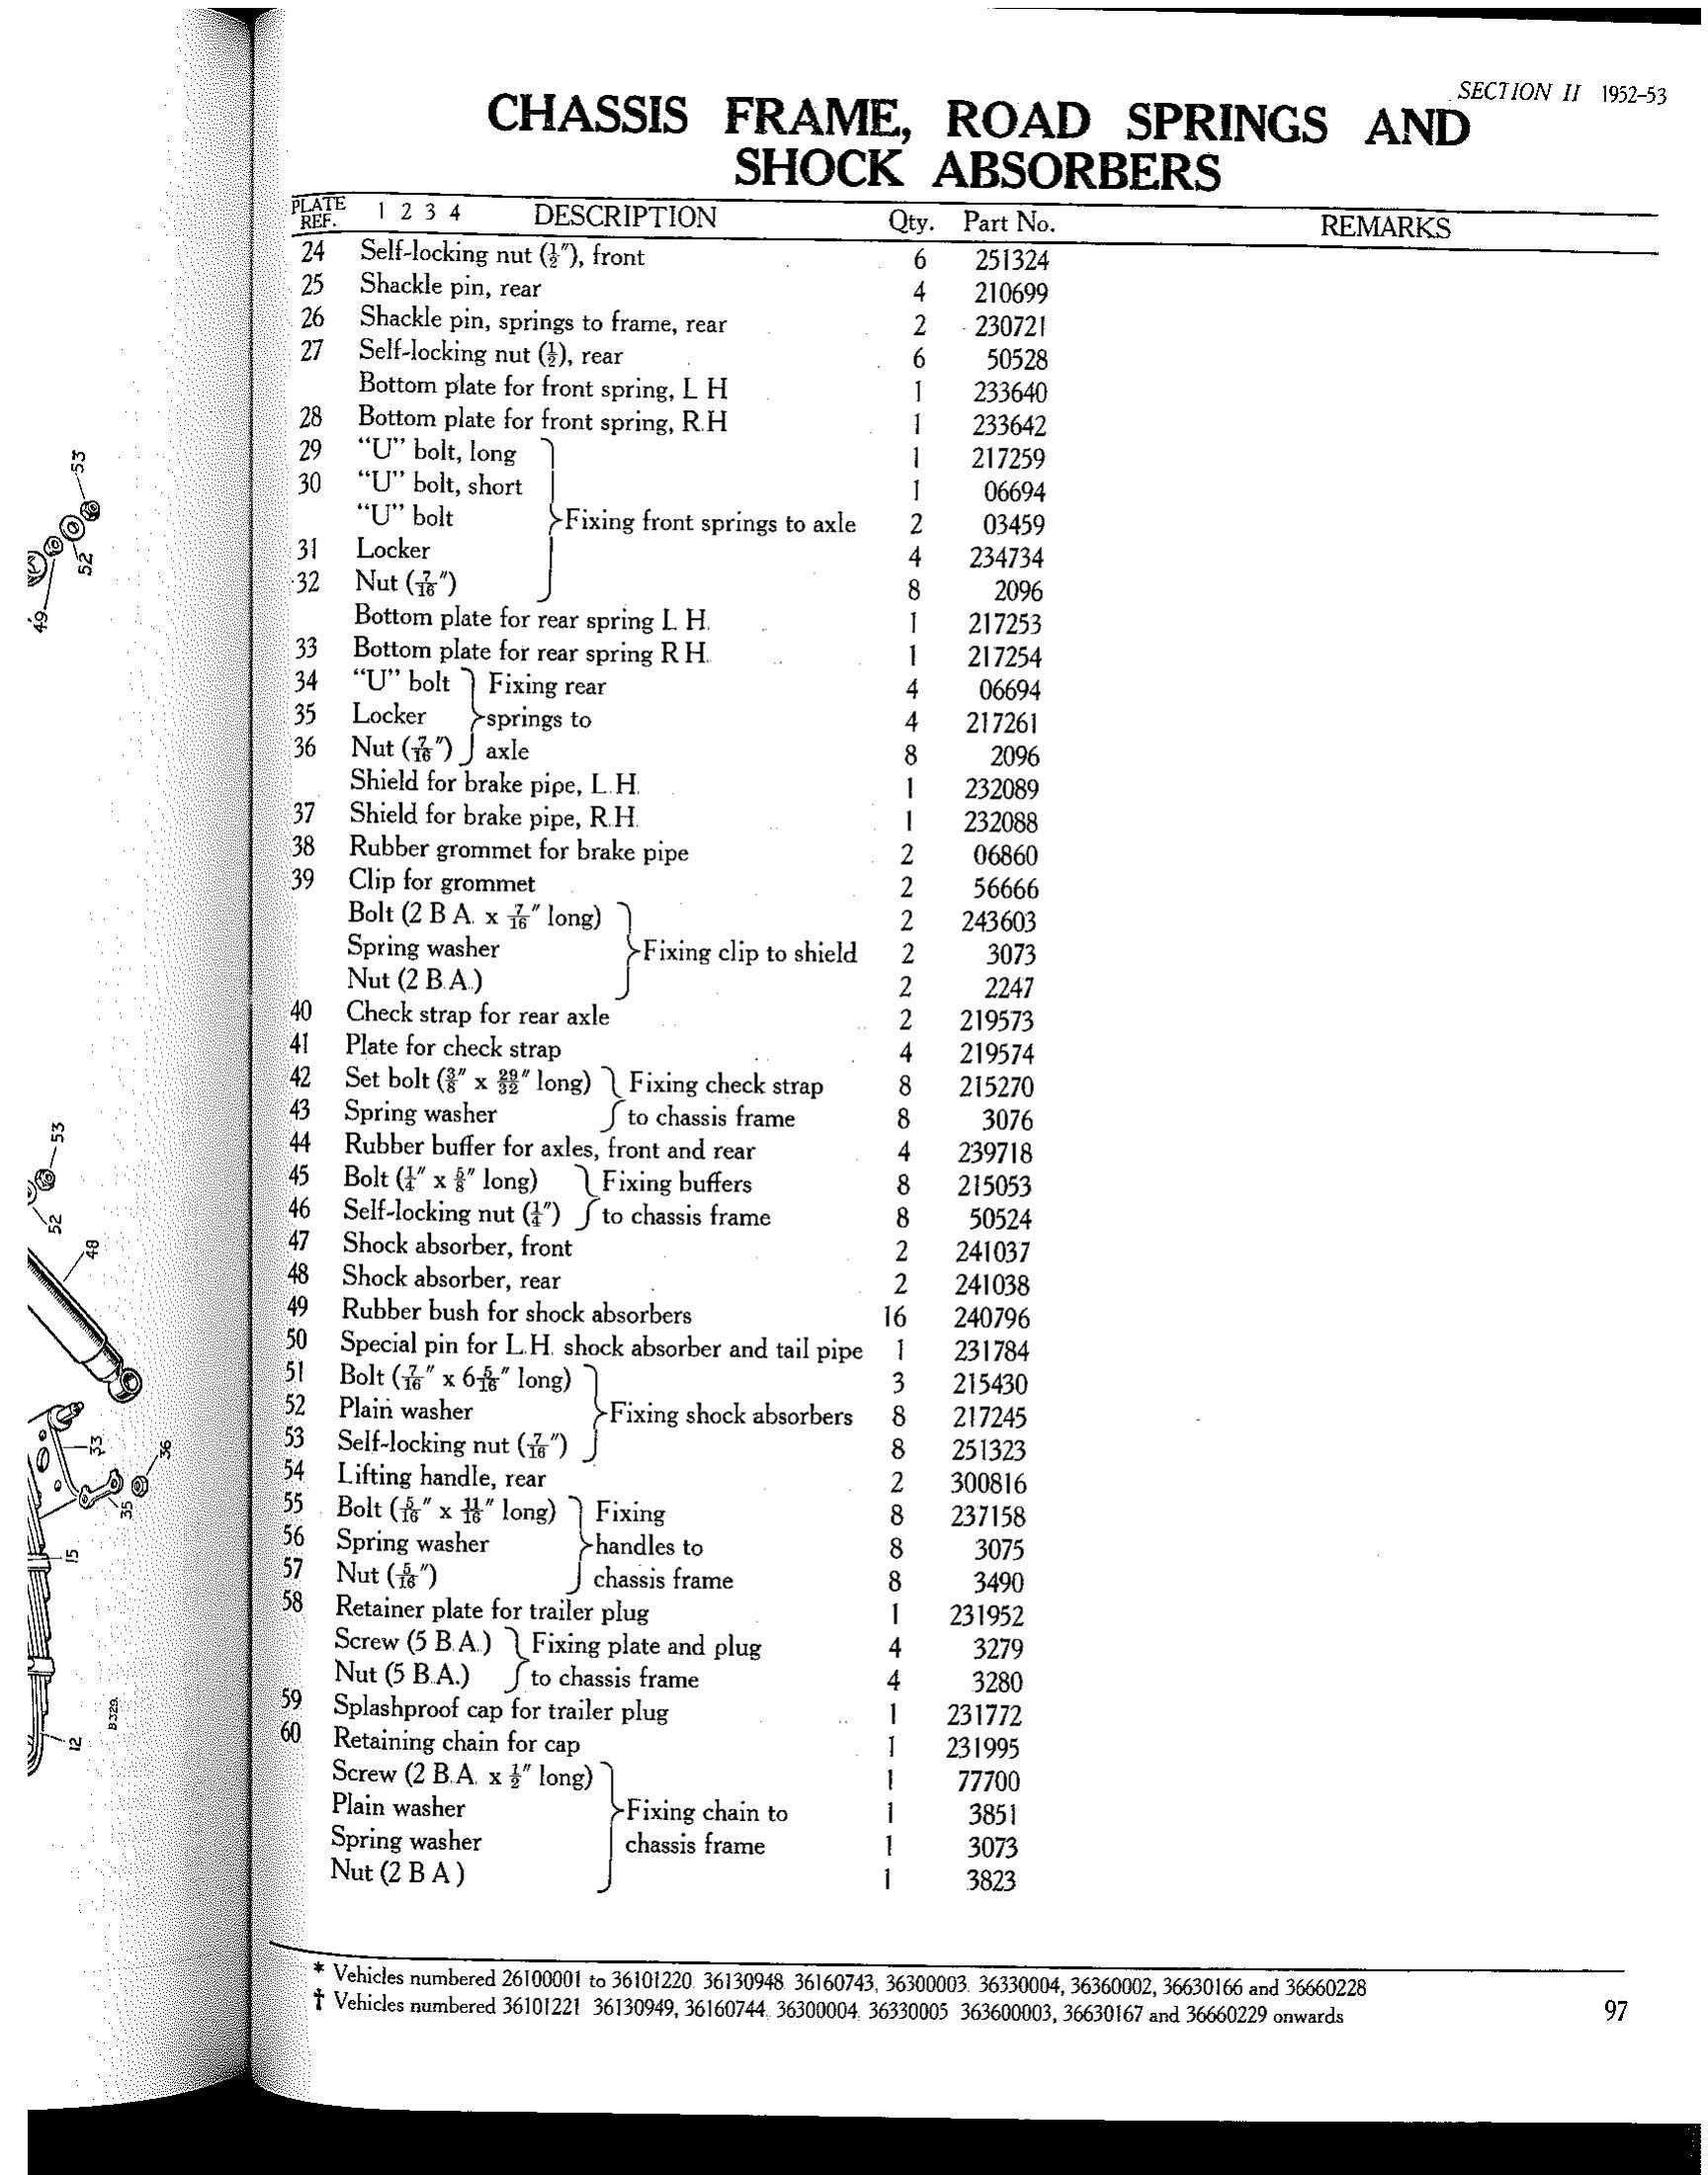 SECTION II 1952-53
CHASSIS FRAME, ROAD SPRINGS AND
SHOCK ABSORBERS
PLATE REF. 1 2 3 4 DESCRIPTION Qty. Part No. REMARKS
24 Self-locking nut (½″), front 6 251324
25 Shackle pin, rear 4 210699
26 Shackle pin, springs to frame, rear 2 230721
27 Self-locking nut (½), rear 6 50528
Bottom plate for front spring, L H 1 233640
28 Bottom plate for front spring, R.H 1 233642
29 “U” bolt, long 1 217259
30 “U” bolt, short 1 06694
“U” bolt Fixing front springs to axle 2 03459
31 Locker 4 234734
32 Nut (7/16″) 8 2096
Bottom plate for rear spring L H. 1 217253
33 Bottom plate for rear spring R H. 1 217254
34 “U” bolt Fixing rear 4 06694
35 Locker springs to 4 217261
36 Nut (7/16″) axle 8 2096
Shield for brake pipe, L.H. 1 232089
37 Shield for brake pipe, R.H. 1 232088
38 Rubber grommet for brake pipe 2 06860
39 Clip for grommet 2 56666
Bolt (2 B A. x 7/16″ long) 2 243603
Spring washer Fixing clip to shield 2 3073
Nut (2 B.A.) 2 2247
40 Check strap for rear axle 2 219573
41 Plate for check strap 4 219574
42 Set bolt (3/8″ x 29/32″ long) Fixing check strap 8 215270
43 Spring washer to chassis frame 8 3076
44 Rubber buffer for axles, front and rear 4 239718
45 Bolt (¼″ x 5/8″ long) Fixing buffers 8 215053
46 Self-locking nut (¼″) to chassis frame 8 50524
47 Shock absorber, front 2 241037
48 Shock absorber, rear 2 241038
49 Rubber bush for shock absorbers 16 240796
50 Special pin for L.H. shock absorber and tail pipe 1 231784
51 Bolt (7/16″ x 6 5/16″ long) 3 215430
52 Plain washer Fixing shock absorbers 8 217245
53 Self-locking nut (7/16″) 8 251323
54 Lifting handle, rear 2 300816
55 Bolt (5/16″ x 11/16″ long) Fixing 8 237158
56 Spring washer handles to 8 3075
57 Nut (5/16″) chassis frame 8 3490
58 Retainer plate for trailer plug 1 231952
Screw (5 B.A.) Fixing plate and plug 4 3279
Nut (5 B.A.) to chassis frame 4 3280
59 Splashproof cap for trailer plug 1 231772
60 Retaining chain for cap 1 231995
Screw (2 B.A. x ½″ long) 1 77700
Plain washer Fixing chain to 1 3851
Spring washer chassis frame 1 3073
Nut (2 B A) 1 3823
* Vehicles numbered 26100001 to 36101220. 36130948 36160743, 36300003. 36330004, 36360002, 36630166 and 36660228
† Vehicles numbered 36101221 36130949, 36160744. 36300004. 36330005 363600003, 36630167 and 36660229 onwards
97
53
52
49
53
52
48
33
36
35
15
12
B329.